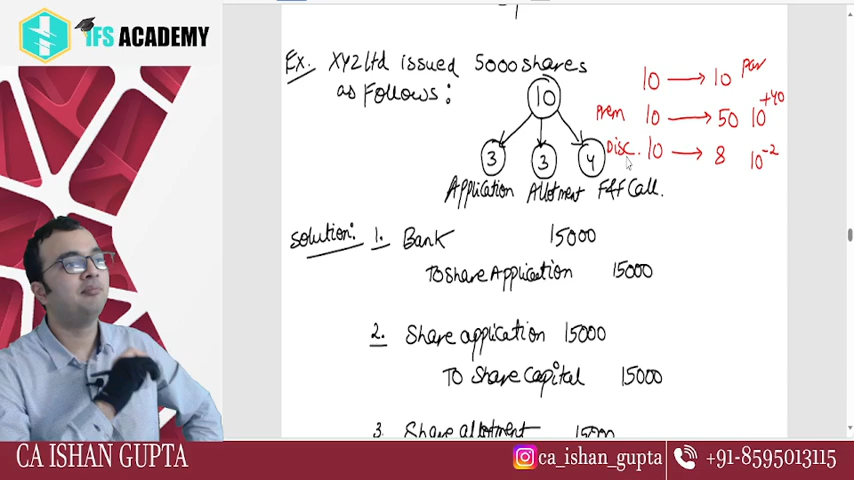 IFS ACADEMY
Ex. XYZ Ltd issued 5000 shares
as follows:
10
3 3 4
Application Allotment F&f Call.
10 → 10 par
Prem 10 → 50 10 +40
Disc. 10 → 8 10 -2
Solution: 1. Bank 15000
To share Application 15000
2. Share application 15000
To share capital 15000
3. Share allotment 15000
CA ISHAN GUPTA
ca_ishan_gupta
+91-8595013115